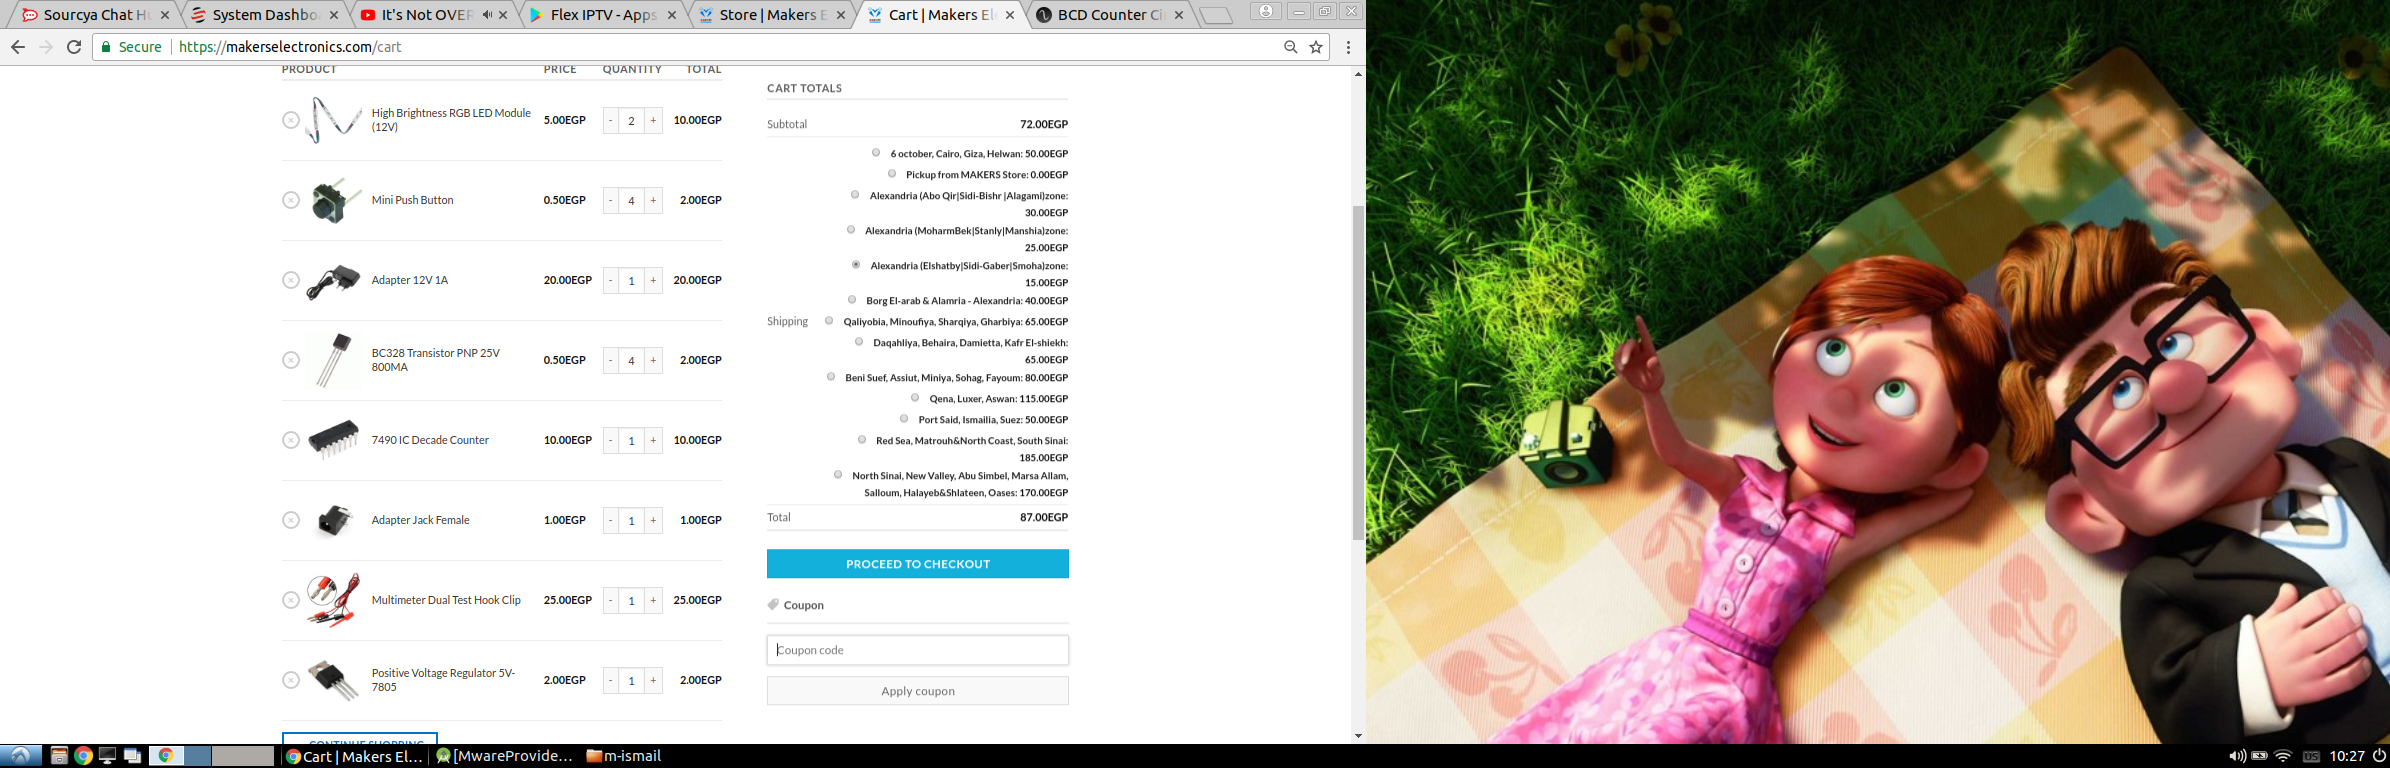 Sourcya Chat H
System Dashbo
It's Not OVER
Flex IPTV - Apps
Store | Makers E
Cart | Makers Ele
BCD Counter Ci
Secure
https://makerselectronics.com/cart
PRODUCT PRICE QUANTITY TOTAL
High Brightness RGB LED Module
(12V)
5.00EGP - 2 + 10.00EGP
Mini Push Button 0.50EGP - 4 + 2.00EGP
Adapter 12V 1A 20.00EGP - 1 + 20.00EGP
BC328 Transistor PNP 25V
800MA
0.50EGP - 4 + 2.00EGP
7490 IC Decade Counter 10.00EGP - 1 + 10.00EGP
Adapter Jack Female 1.00EGP - 1 + 1.00EGP
Multimeter Dual Test Hook Clip 25.00EGP - 1 + 25.00EGP
Positive Voltage Regulator 5V-
7805
2.00EGP - 1 + 2.00EGP
CONTINUE SHOPPING
CART TOTALS
Subtotal 72.00EGP
Shipping
6 october, Cairo, Giza, Helwan: 50.00EGP
Pickup from MAKERS Store: 0.00EGP
Alexandria (Abo Qir|Sidi-Bishr |Alagami)zone:
30.00EGP
Alexandria (MoharmBek|Stanly|Manshia)zone:
25.00EGP
Alexandria (Elshatby|Sidi-Gaber|Smoha)zone:
15.00EGP
Borg El-arab & Alamria - Alexandria: 40.00EGP
Qaliyobia, Minoufiya, Sharqiya, Gharbiya: 65.00EGP
Daqahliya, Behaira, Damietta, Kafr El-shiekh:
65.00EGP
Beni Suef, Assiut, Miniya, Sohag, Fayoum: 80.00EGP
Qena, Luxer, Aswan: 115.00EGP
Port Said, Ismailia, Suez: 50.00EGP
Red Sea, Matrouh&North Coast, South Sinai:
185.00EGP
North Sinai, New Valley, Abu Simbel, Marsa Allam,
Salloum, Halayeb&Shlateen, Oases: 170.00EGP
Total 87.00EGP
PROCEED TO CHECKOUT
Coupon
Coupon code
Apply coupon
Cart | Makers El...
[MwareProvide...
m-ismail
US
10:27